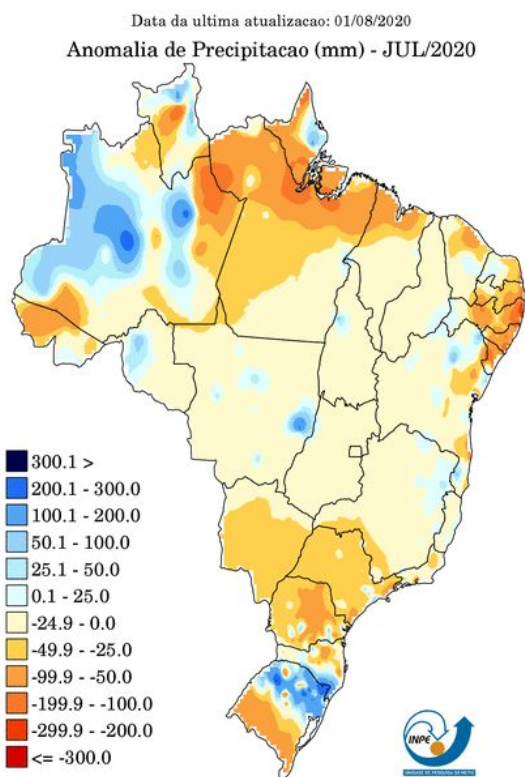 Data da ultima atualizacao: 01/08/2020
Anomalia de Precipitacao (mm) - JUL/2020
300.1 >
200.1 - 300.0
100.1 - 200.0
50.1 - 100.0
25.1 - 50.0
0.1 - 25.0
-24.9 - 0.0
-49.9 - -25.0
-99.9 - -50.0
-199.9 - -100.0
-299.9 - -200.0
<= -300.0
INPE